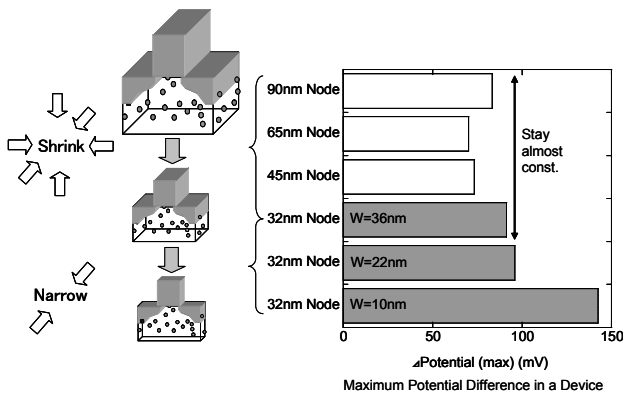 Shrink
Narrow
90nm Node
65nm Node
45nm Node
32nm Node
32nm Node
32nm Node
W=36nm
W=22nm
W=10nm
Stay
almost
const.
0
50
100
150
⊿Potential (max) (mV)
Maximum Potential Difference in a Device